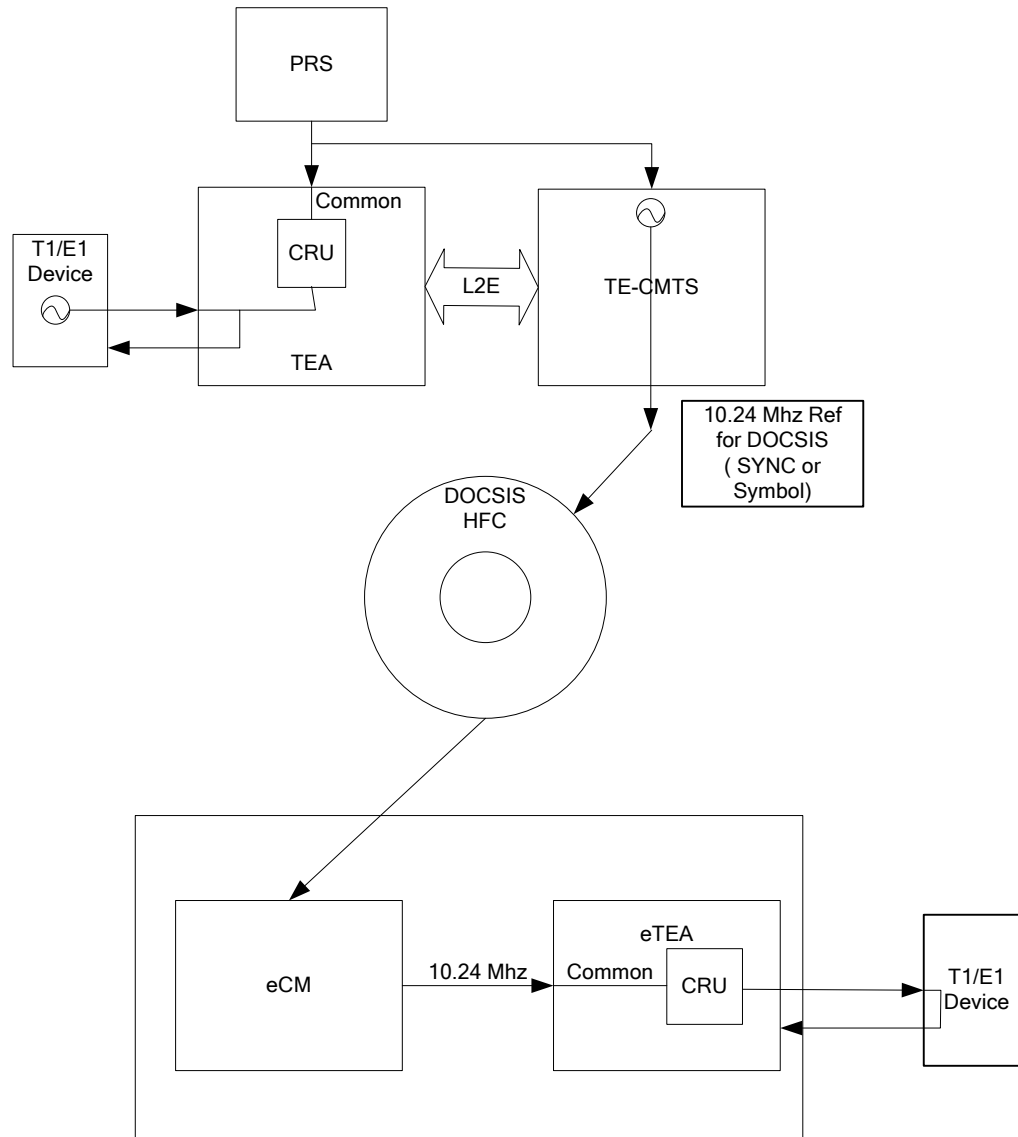 PRS
Common
CRU
T1/E1
Device
TEA
L2E
TE-CMTS
10.24 Mhz Ref
for DOCSIS
( SYNC or
Symbol)
DOCSIS
HFC
eCM
10.24 Mhz
eTEA
Common
CRU
T1/E1
Device